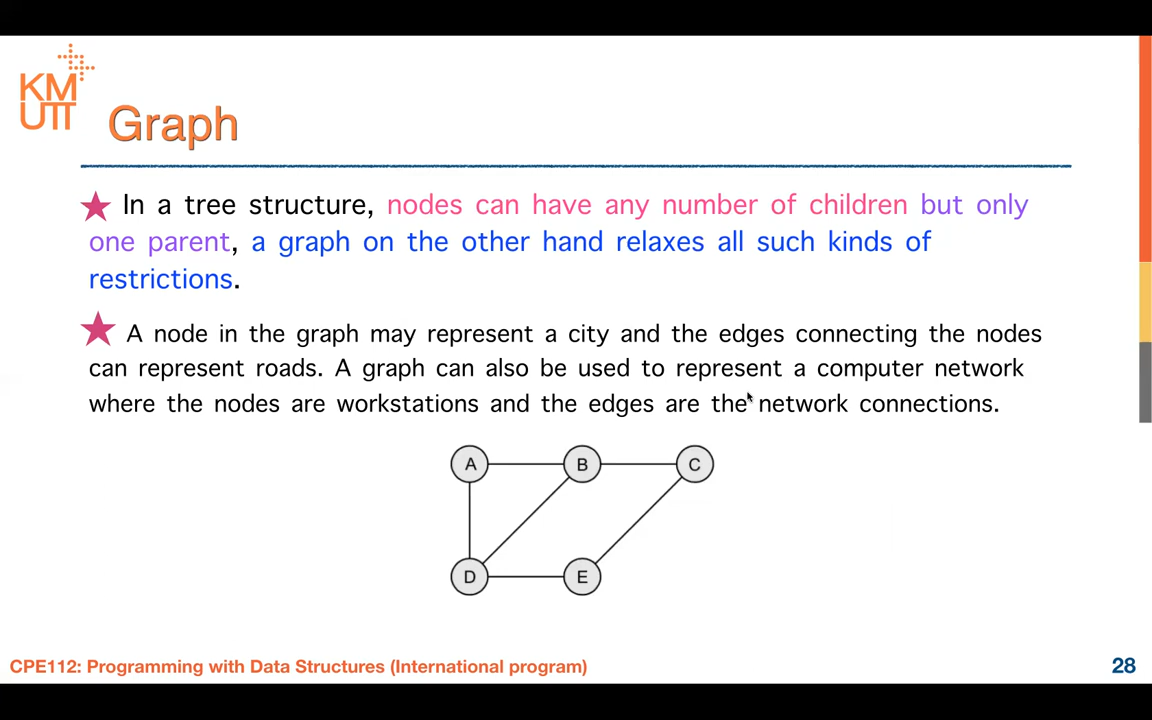 KM
UTT
Graph
In a tree structure, nodes can have any number of children but only
one parent, a graph on the other hand relaxes all such kinds of
restrictions.
A node in the graph may represent a city and the edges connecting the nodes
can represent roads. A graph can also be used to represent a computer network
where the nodes are workstations and the edges are the network connections.
A B C
D E
CPE112: Programming with Data Structures (International program) 28